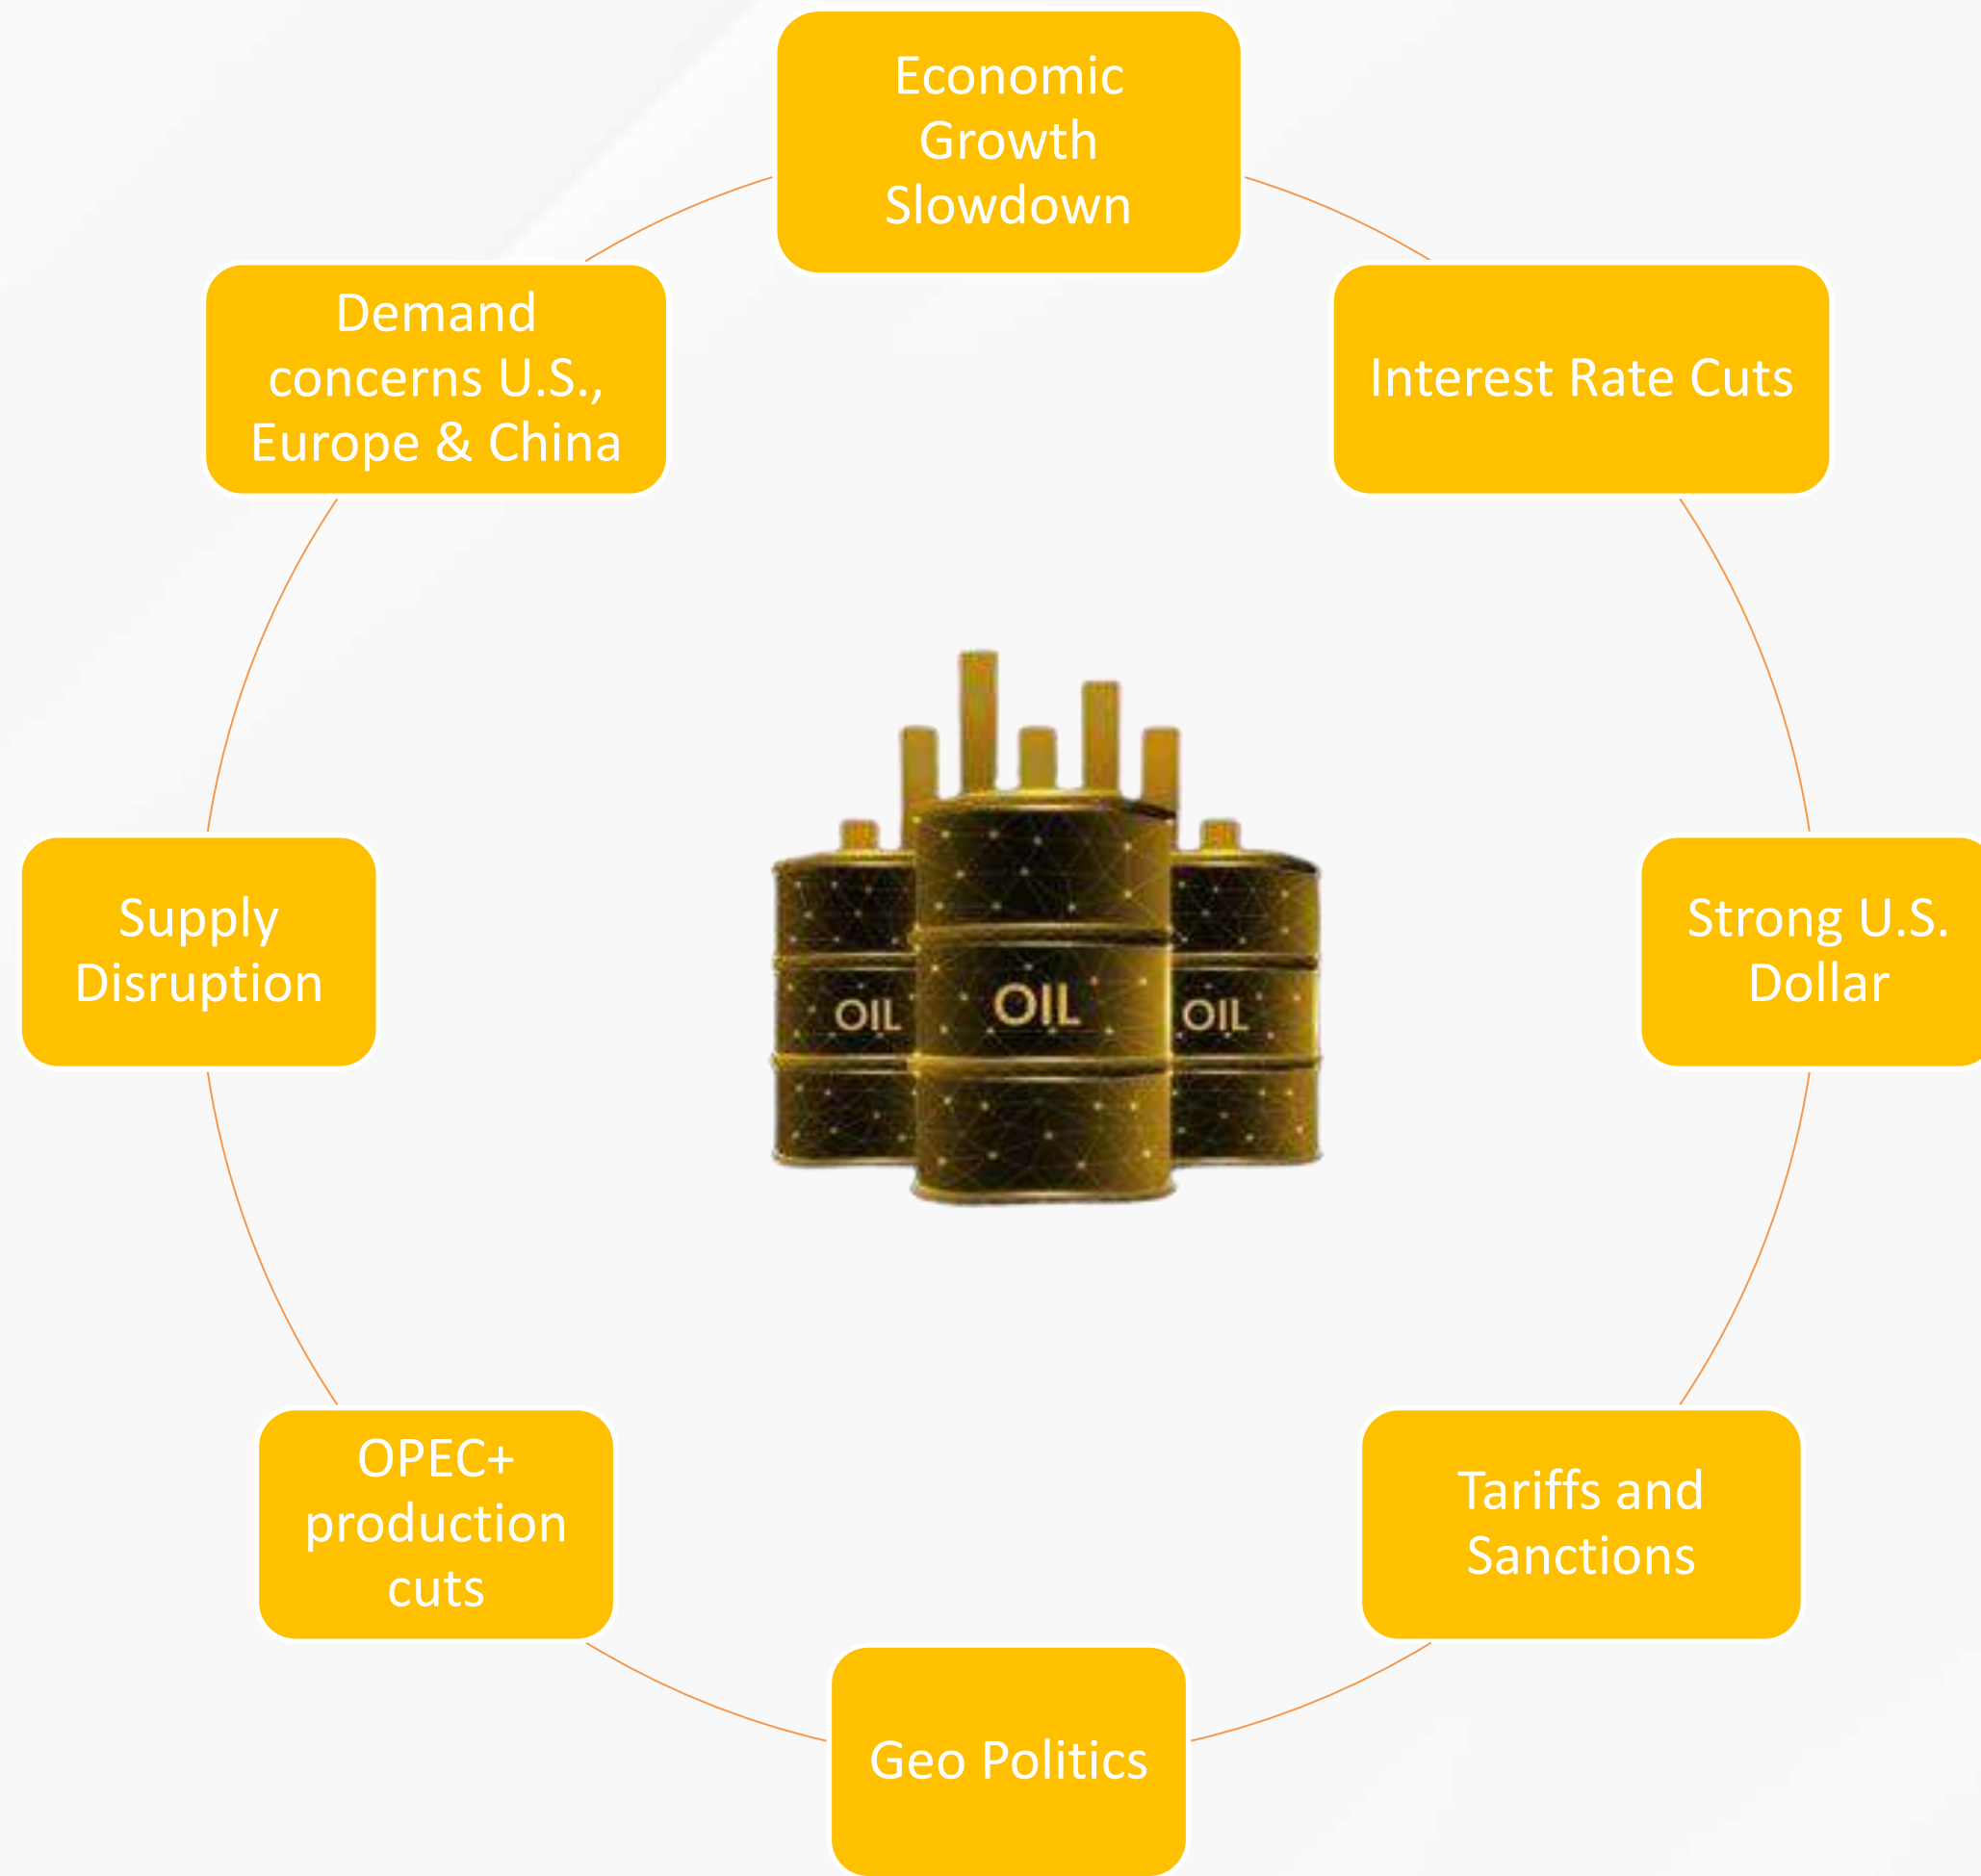 Economic
Growth
Slowdown
Interest Rate Cuts
Strong U.S.
Dollar
Tariffs and
Sanctions
Geo Politics
OPEC+
production
cuts
Supply
Disruption
Demand
concerns U.S.,
Europe & China
OIL
OIL
OIL